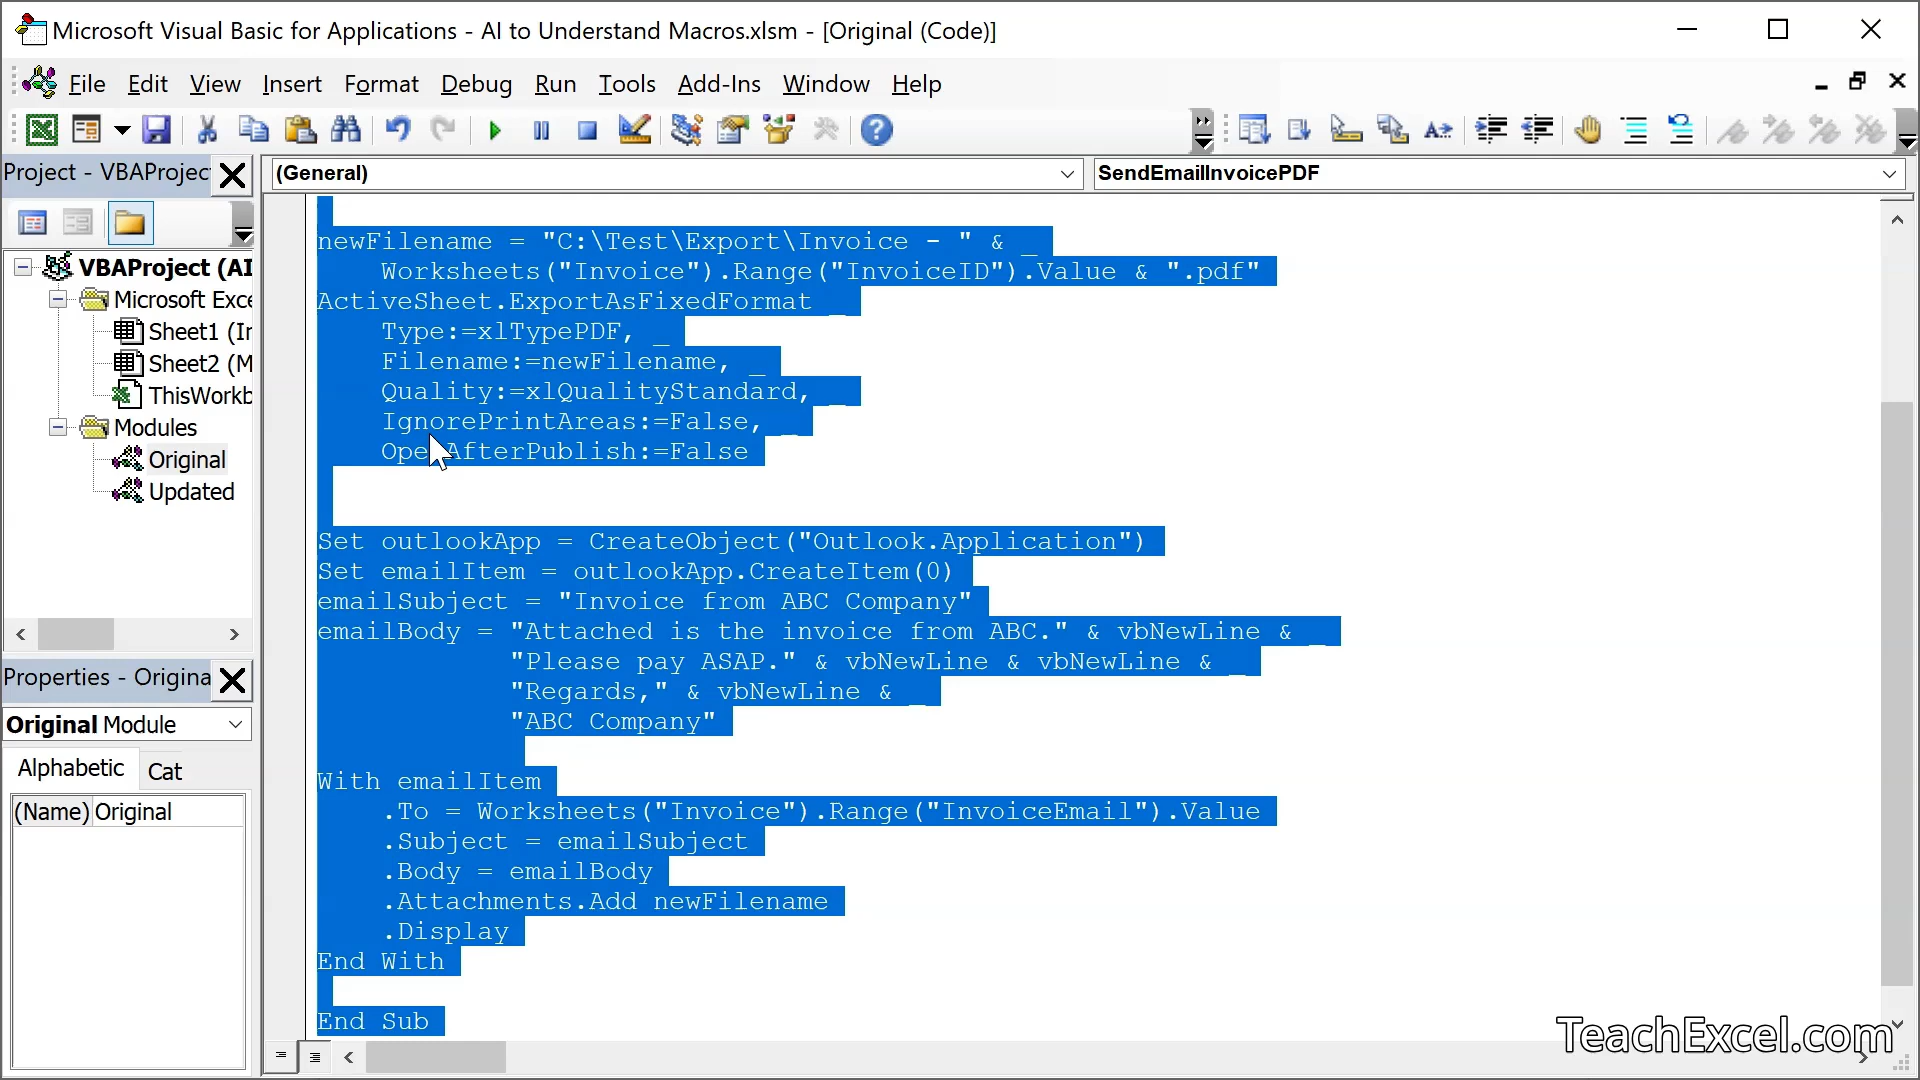 Microsoft Visual Basic for Applications - AI to Understand Macros.xlsm - [Original (Code)]
File Edit View Insert Format Debug Run Tools Add-Ins Window Help
Project - VBAProjec
(General)
SendEmailInvoicePDF
VBAProject (AI
Microsoft Exce
Sheet1 (Ir
Sheet2 (M
ThisWorkb
Modules
Original
Updated
Properties - Origina
Original Module
Alphabetic
Cat
(Name) Original
newFilename = "C:\Test\Export\Invoice - " & _
Worksheets("Invoice").Range("InvoiceID").Value & ".pdf"
ActiveSheet.ExportAsFixedFormat _
Type:=xlTypePDF, _
Filename:=newFilename, _
Quality:=xlQualityStandard, _
IgnorePrintAreas:=False, _
OpenAfterPublish:=False
Set outlookApp = CreateObject("Outlook.Application")
Set emailItem = outlookApp.CreateItem(0)
emailSubject = "Invoice from ABC Company"
emailBody = "Attached is the invoice from ABC." & vbNewLine & _
"Please pay ASAP." & vbNewLine & vbNewLine & _
"Regards," & vbNewLine & _
"ABC Company"
With emailItem
.To = Worksheets("Invoice").Range("InvoiceEmail").Value
.Subject = emailSubject
.Body = emailBody
.Attachments.Add newFilename
.Display
End With
End Sub
TeachExcel.com